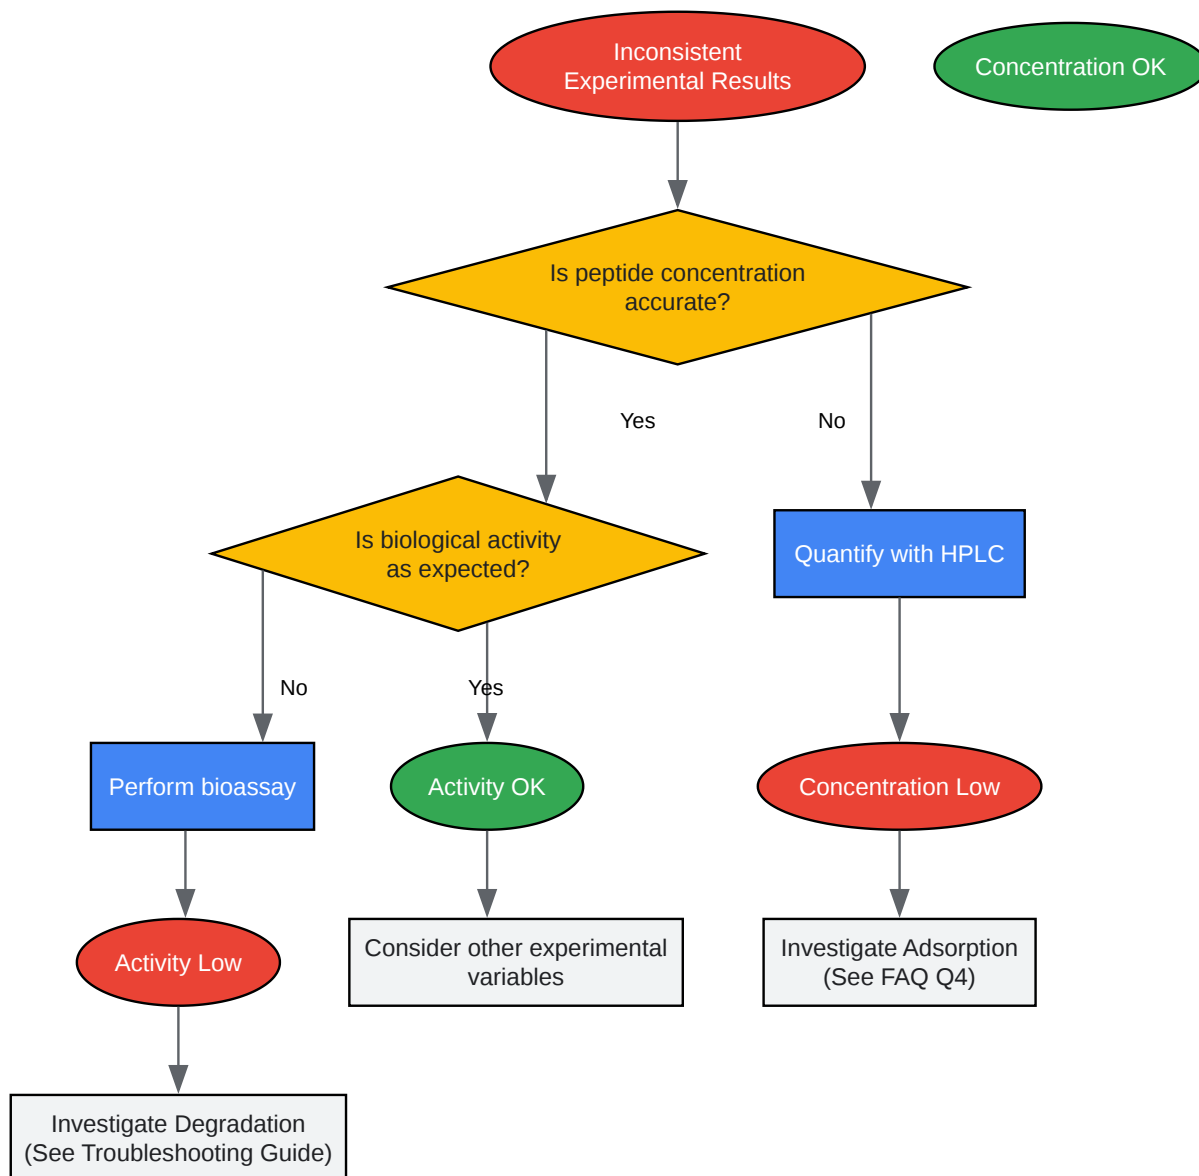 Inconsistent
Experimental Results
Concentration OK
Is peptide concentration
accurate?
Yes
No
Is biological activity
as expected?
Quantify with HPLC
No
Yes
Perform bioassay
Activity OK
Concentration Low
Activity Low
Consider other experimental
variables
Investigate Adsorption
(See FAQ Q4)
Investigate Degradation
(See Troubleshooting Guide)